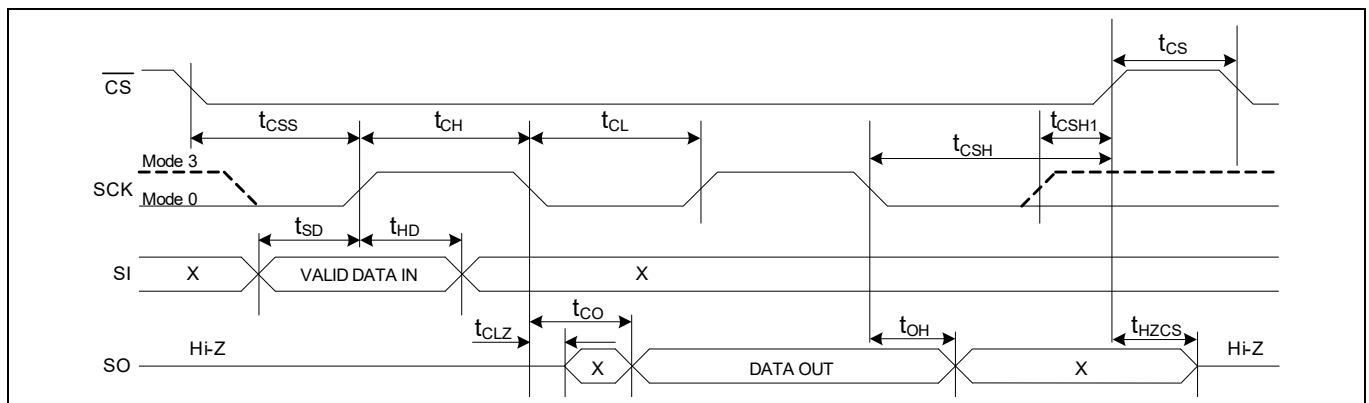 tCS
CS
tCSS
tCH
tCL
tCSH1
tCSH
Mode 3
SCK
Mode 0
tSD
tHD
SI
X
VALID DATA IN
X
tCLZ
tCO
tOH
tHZCS
SO
Hi-Z
X
DATA OUT
X
Hi-Z